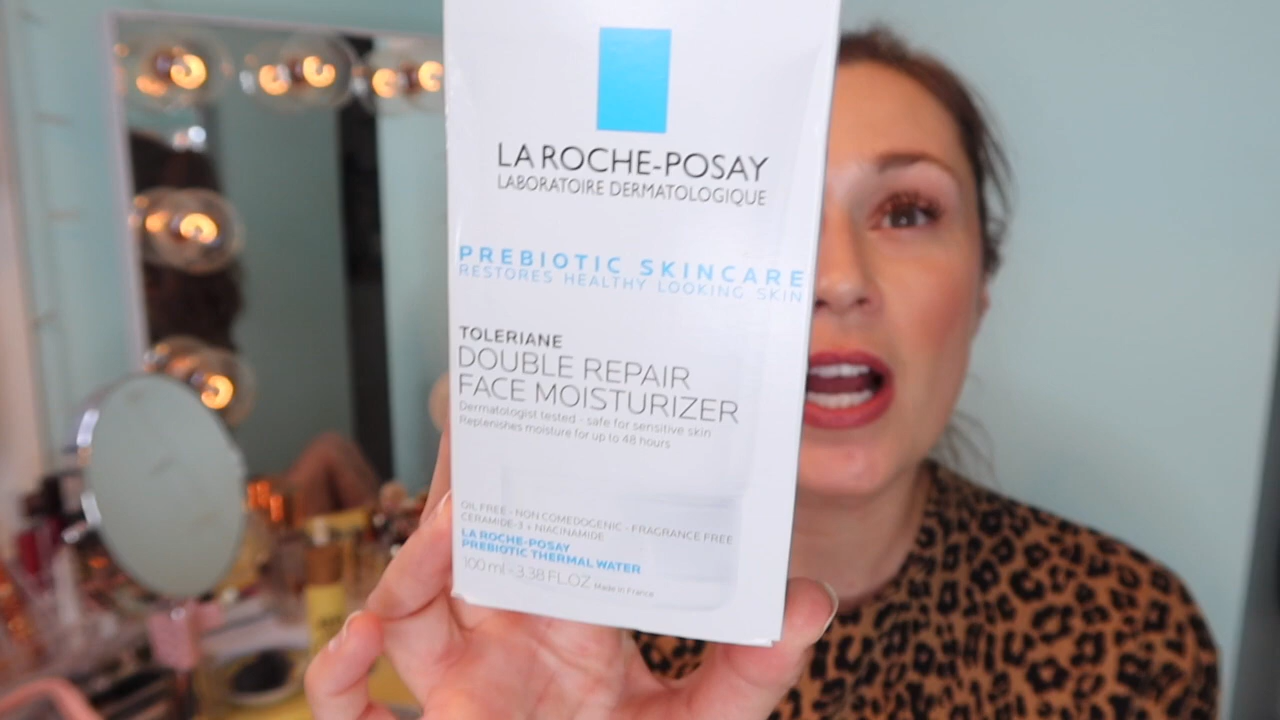 LA ROCHE-POSAY
LABORATOIRE DERMATOLOGIQUE
PREBIOTIC SKINCARE
RESTORES HEALTHY LOOKING SKIN
TOLERIANE
DOUBLE REPAIR
FACE MOISTURIZER
Dermatologist tested - safe for sensitive skin
Replenishes moisture for up to 48 hours
OIL FREE - NON COMEDOGENIC - FRAGRANCE FREE
CERAMIDE-3 + NIACINAMIDE
LA ROCHE-POSAY
PREBIOTIC THERMAL WATER
100 ml - 3.38 FL.OZ Made in France